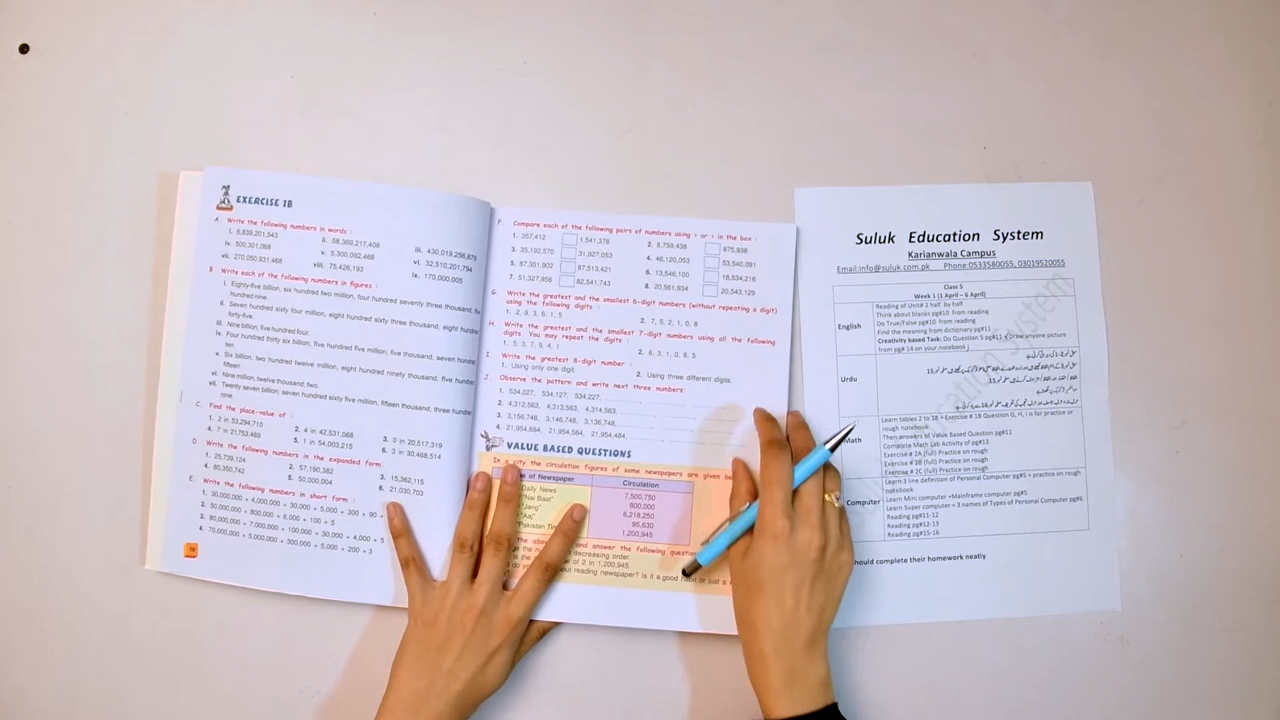 EXERCISE 1B
A. Write the following numbers in words :
i. 6,839,201,543
ii. 58,369,217,408
iii. 430,019,256,876
iv. 500,301,068
v. 5,300,092,468
vi. 32,510,201,794
vii. 270,050,931,468
viii. 75,426,193
ix. 170,000,005
B. Write each of the following numbers in figures :
i. Eighty-five billion, six hundred two million, four hundred seventy three thousand,
hundred nine.
ii. Seven hundred sixty four million, eight hundred sixty three thousand, eight
forty-five.
iii. Nine billion, five hundred four.
iv. Four hundred thirty six billion, five hundred five million, five thousand, seven
ten
v. Six billion, two hundred twelve million, eight hundred ninety thousand, five
fifteen.
vi. Nine million, twelve thousand, two.
vii. Twenty seven billion, seven hundred sixty five million, fifteen thousand, three
nine.
C. Find the place-value of :
1. 2 in 53,294,710
2. 4 in 42,531,068
3. 0 in 20,517,319
4. 7 in 21,753,469
5. 1 in 54,003,215
6. 3 in 30,468,514
D. Write the following numbers in the expanded form:
1. 25,739,124
2. 57,190,382
3. 15,362,115
4. 80,350,742
5. 50,000,004
6. 21,030,703
E. Write the following numbers in short form :
1. 30,000,000 + 4,000,000 + 30,000 + 5,000 + 300 + 90 +
2. 50,000,000 + 800,000 + 6,000 + 100 + 5
3. 80,000,000 + 7,000,000 + 100,000 + 30,000 + 4,000 + 5
4. 70,000,000 + 5,000,000 + 300,000 + 5,000 + 200 + 3
F. Compare each of the following pairs of numbers using > or < in the box :
1. 357,412 1,541,378
2. 8,759,438 875,938
3. 35,192,570 31,927,053
4. 46,120,053 53,540,091
5. 87,351,902 87,513,421
6. 13,546,100 18,534,216
7. 51,327,956 82,541,743
8. 20,561,934 20,543,129
G. Write the greatest and the smallest 6-digit numbers (without repeating a digit)
using the following digits :
1. 2, 9, 3, 6, 1, 5
2. 7, 5, 2, 1, 0, 8
H. Write the greatest and the smallest 7-digit numbers using all the following
digits. You may repeat the digits :
1. 5, 3, 7, 9, 4, 1
2. 6, 3, 1, 0, 8, 5
I. Write the greatest 8-digit number :
1. Using only one digit.
2. Using three different digits.
J. Observe the pattern and write next three numbers:
1. 534,027, 534,127, 534,227,
2. 4,312,563, 4,313,563, 4,314,563,
3. 3,156,748, 3,146,748, 3,136,748,
4. 21,954,684, 21,954,584, 21,954,484,
VALUE BASED QUESTIONS
In a city the circulation figures of some newspapers are given
of Newspaper Circulation
Daily News 7,500,750
"Nai Baat" 800,000
"Jang" 6,218,250
"Aaj" 95,630
"Pakistan 1,200,945
the and answer the following
decreasing order.
of 2 in 1,200,945.
do reading newspaper? Is it a good or just a
Suluk Education System
Karianwala Campus
Email:info@suluk.com.pk Phone:0533580055, 03019520055
Class 5
Week 1 (1 April – 6 April)
English
Reading of Unit# 2 half by half
Think about blanks pg#10 from reading
Do True/False pg#10 from reading
Find the meaning from dictionary pg#11
Creativity based Task: Do Question 5 pg#11 Draw anyone picture
from pg# 14 on your notebook
Urdu
Math
Learn tables 2 to 18 + Exercise # 1B Question G, H, I is for practice or
rough notebook
Then answers of Value Based Question pg#11
Complete Math Lab Activity of pg#13
Exercise # 2A (full) Practice on rough
Exercise # 2B (full) Practice on rough
Exercise # 2C (full) Practice on rough
Computer
Learn 3 line definition of Personal Computer pg#5 + practice on rough
notebook
Learn Mini computer +Mainframe computer pg#5
Learn Super computer + 3 names of Types of Personal Computer pg#6
Reading pg#11-12
Reading pg#12-13
Reading pg#15-16
hould complete their homework neatly